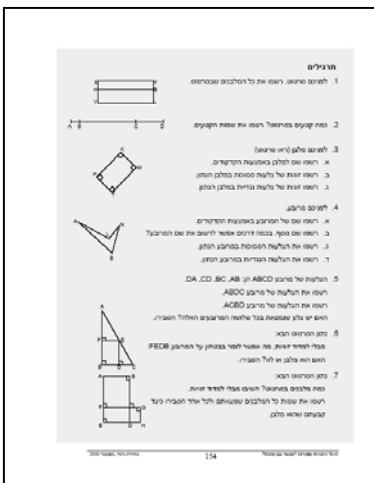 תרגילים
1. לפניכם סרטוט. רשמו את כל המלבנים שבסרטוט.
2. כמה קטעים בסרטוט? רשמו את שמות הקטעים.
A B C D
3. לפניכם מלבן (ראו סרטוט)
א. רשמו שם למלבן באמצעות הקדקודים.
ב. רשמו זוגות של צלעות סמוכות במלבן הנתון.
ג. רשמו זוגות של צלעות נגדיות במלבן הנתון.
4. לפניכם מרובע.
א. רשמו שם של המרובע באמצעות הקדקודים.
ב. רשמו שם נוסף. בכמה דרכים אפשר לרשום את שם המרובע?
ג. רשמו את הצלעות הסמוכות במרובע הנתון.
ד. רשמו את הצלעות הנגדיות במרובע הנתון.
5. הצלעות של מרובע ABCD הן: AB, BC, CD, DA.
רשמו את הצלעות של מרובע ABDC,
רשמו את הצלעות של מרובע
האם יש צלע שנמצאת בכל שלושת המרובעים האלה? הסבירו.
6. נתון הסרטוט הבא:
מבלי למדוד זוויות, מה אפשר לומר בבטחון על המרובע FEDB:
האם הוא מלבן או לא? הסבירו.
7. נתון הסרטוט הבא:
כמה מלבנים בסרטוט? השיבו מבלי למדוד זוויות.
רשמו את שמות כל המלבנים שמצאתם ולכל אחד הסבירו כיצד
קבעתם שהוא מלבן.
154